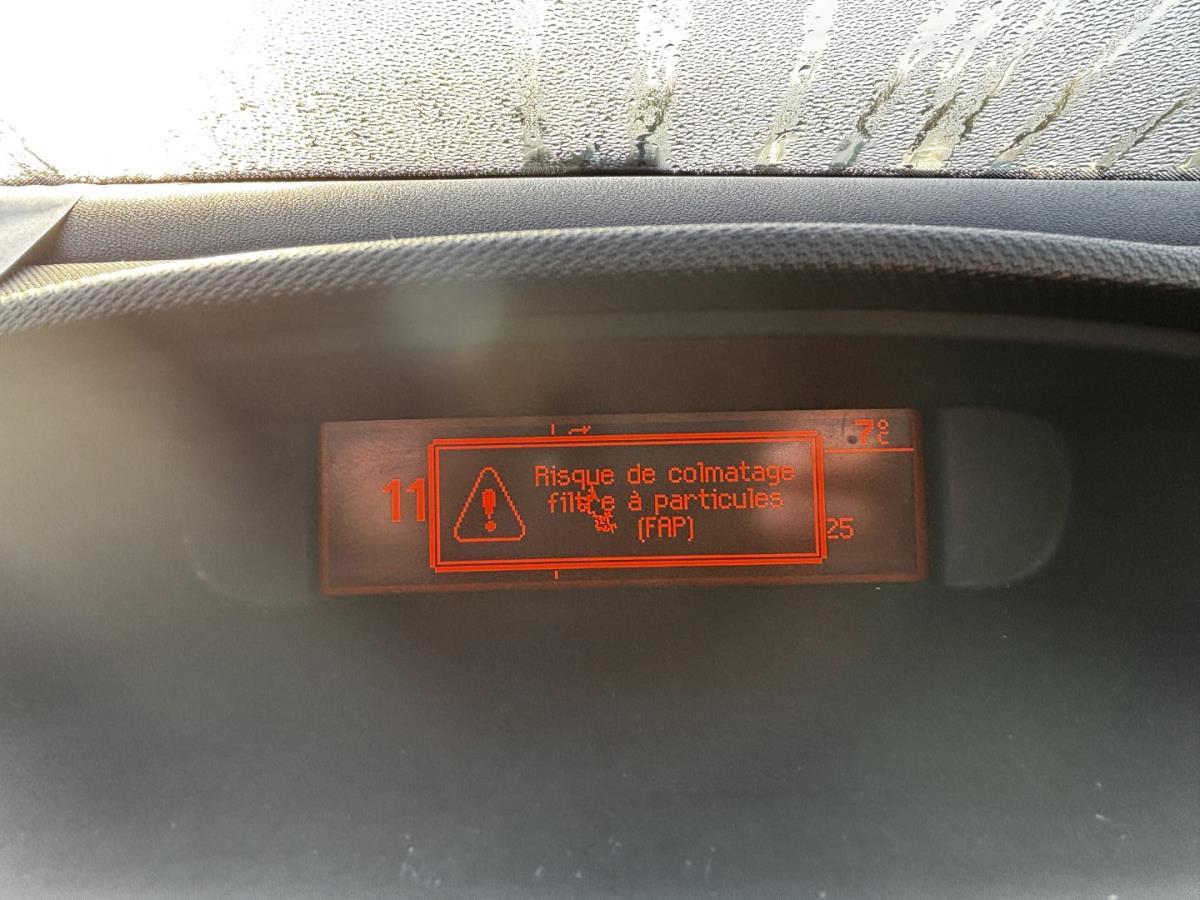 7°C
11
Risque de colmatage
filtre à particules
(FAP)
25